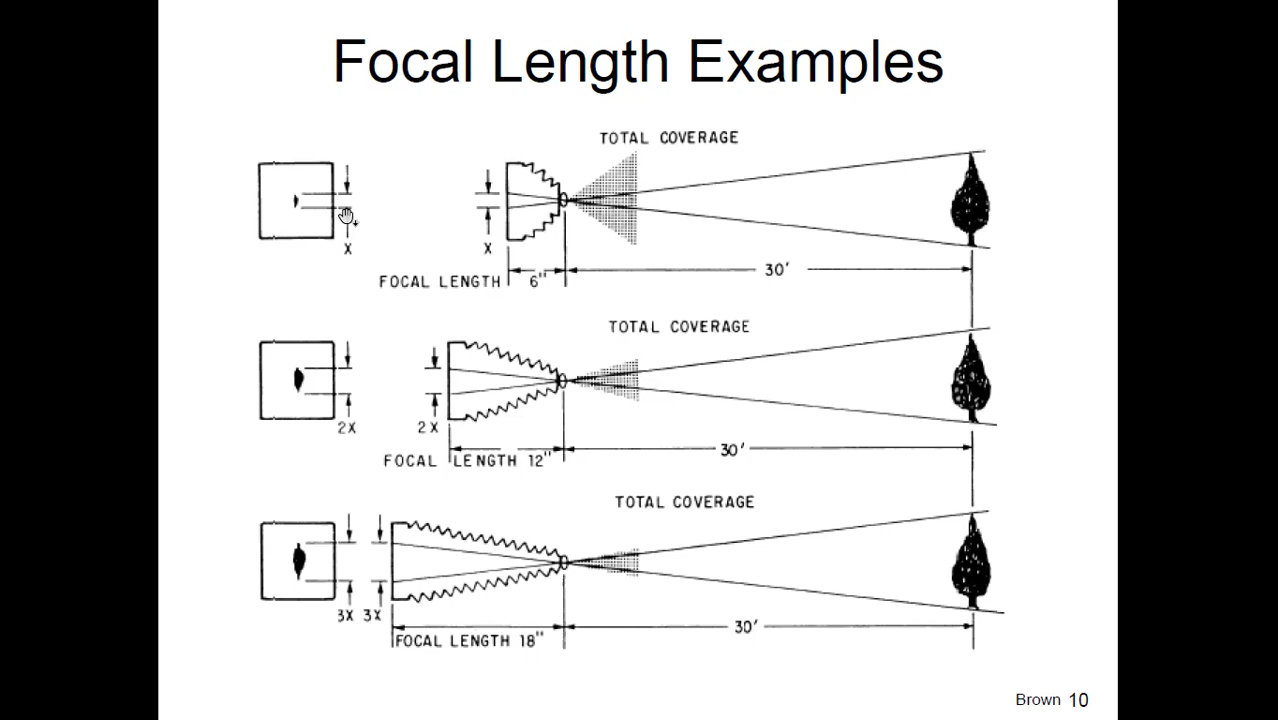 Focal Length Examples
TOTAL COVERAGE
X
X
FOCAL LENGTH 6"
30'
TOTAL COVERAGE
2X
2X
FOCAL LENGTH 12"
30'
TOTAL COVERAGE
3X 3X
FOCAL LENGTH 18"
30'
Brown 10